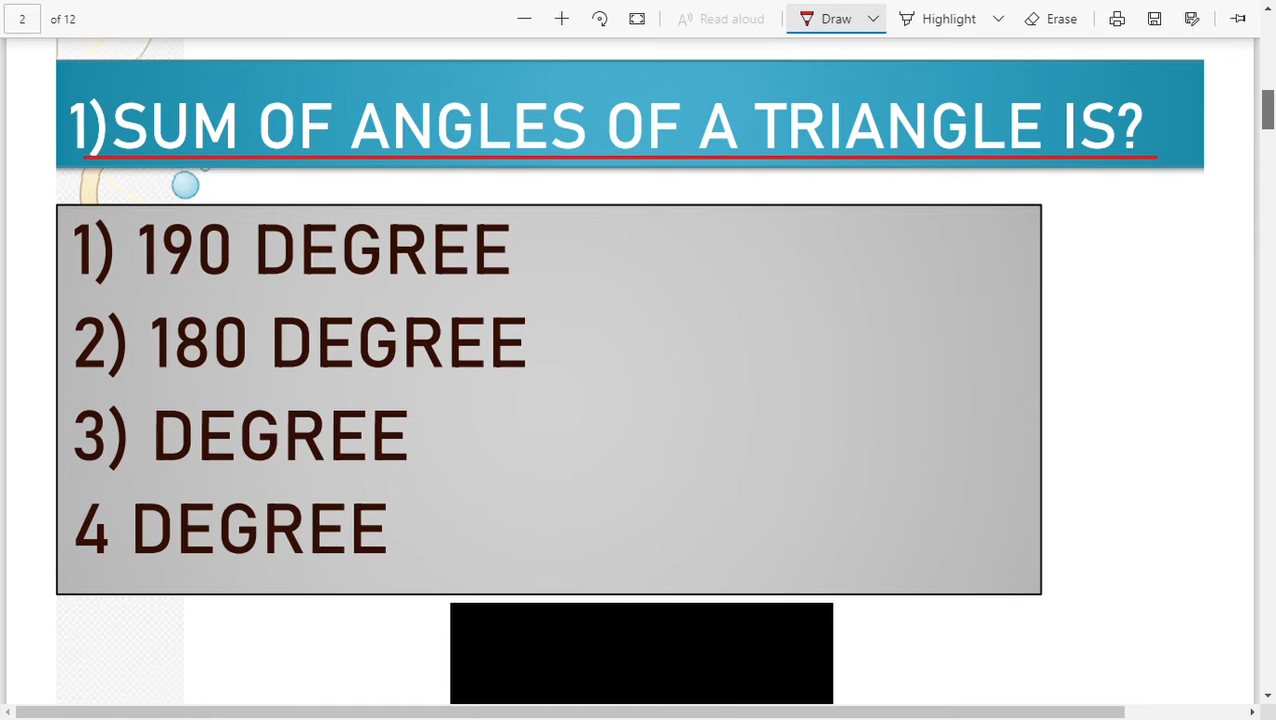 2 of 12 Read aloud Draw Highlight Erase
1)SUM OF ANGLES OF A TRIANGLE IS?
1) 190 DEGREE
2) 180 DEGREE
3) DEGREE
4 DEGREE